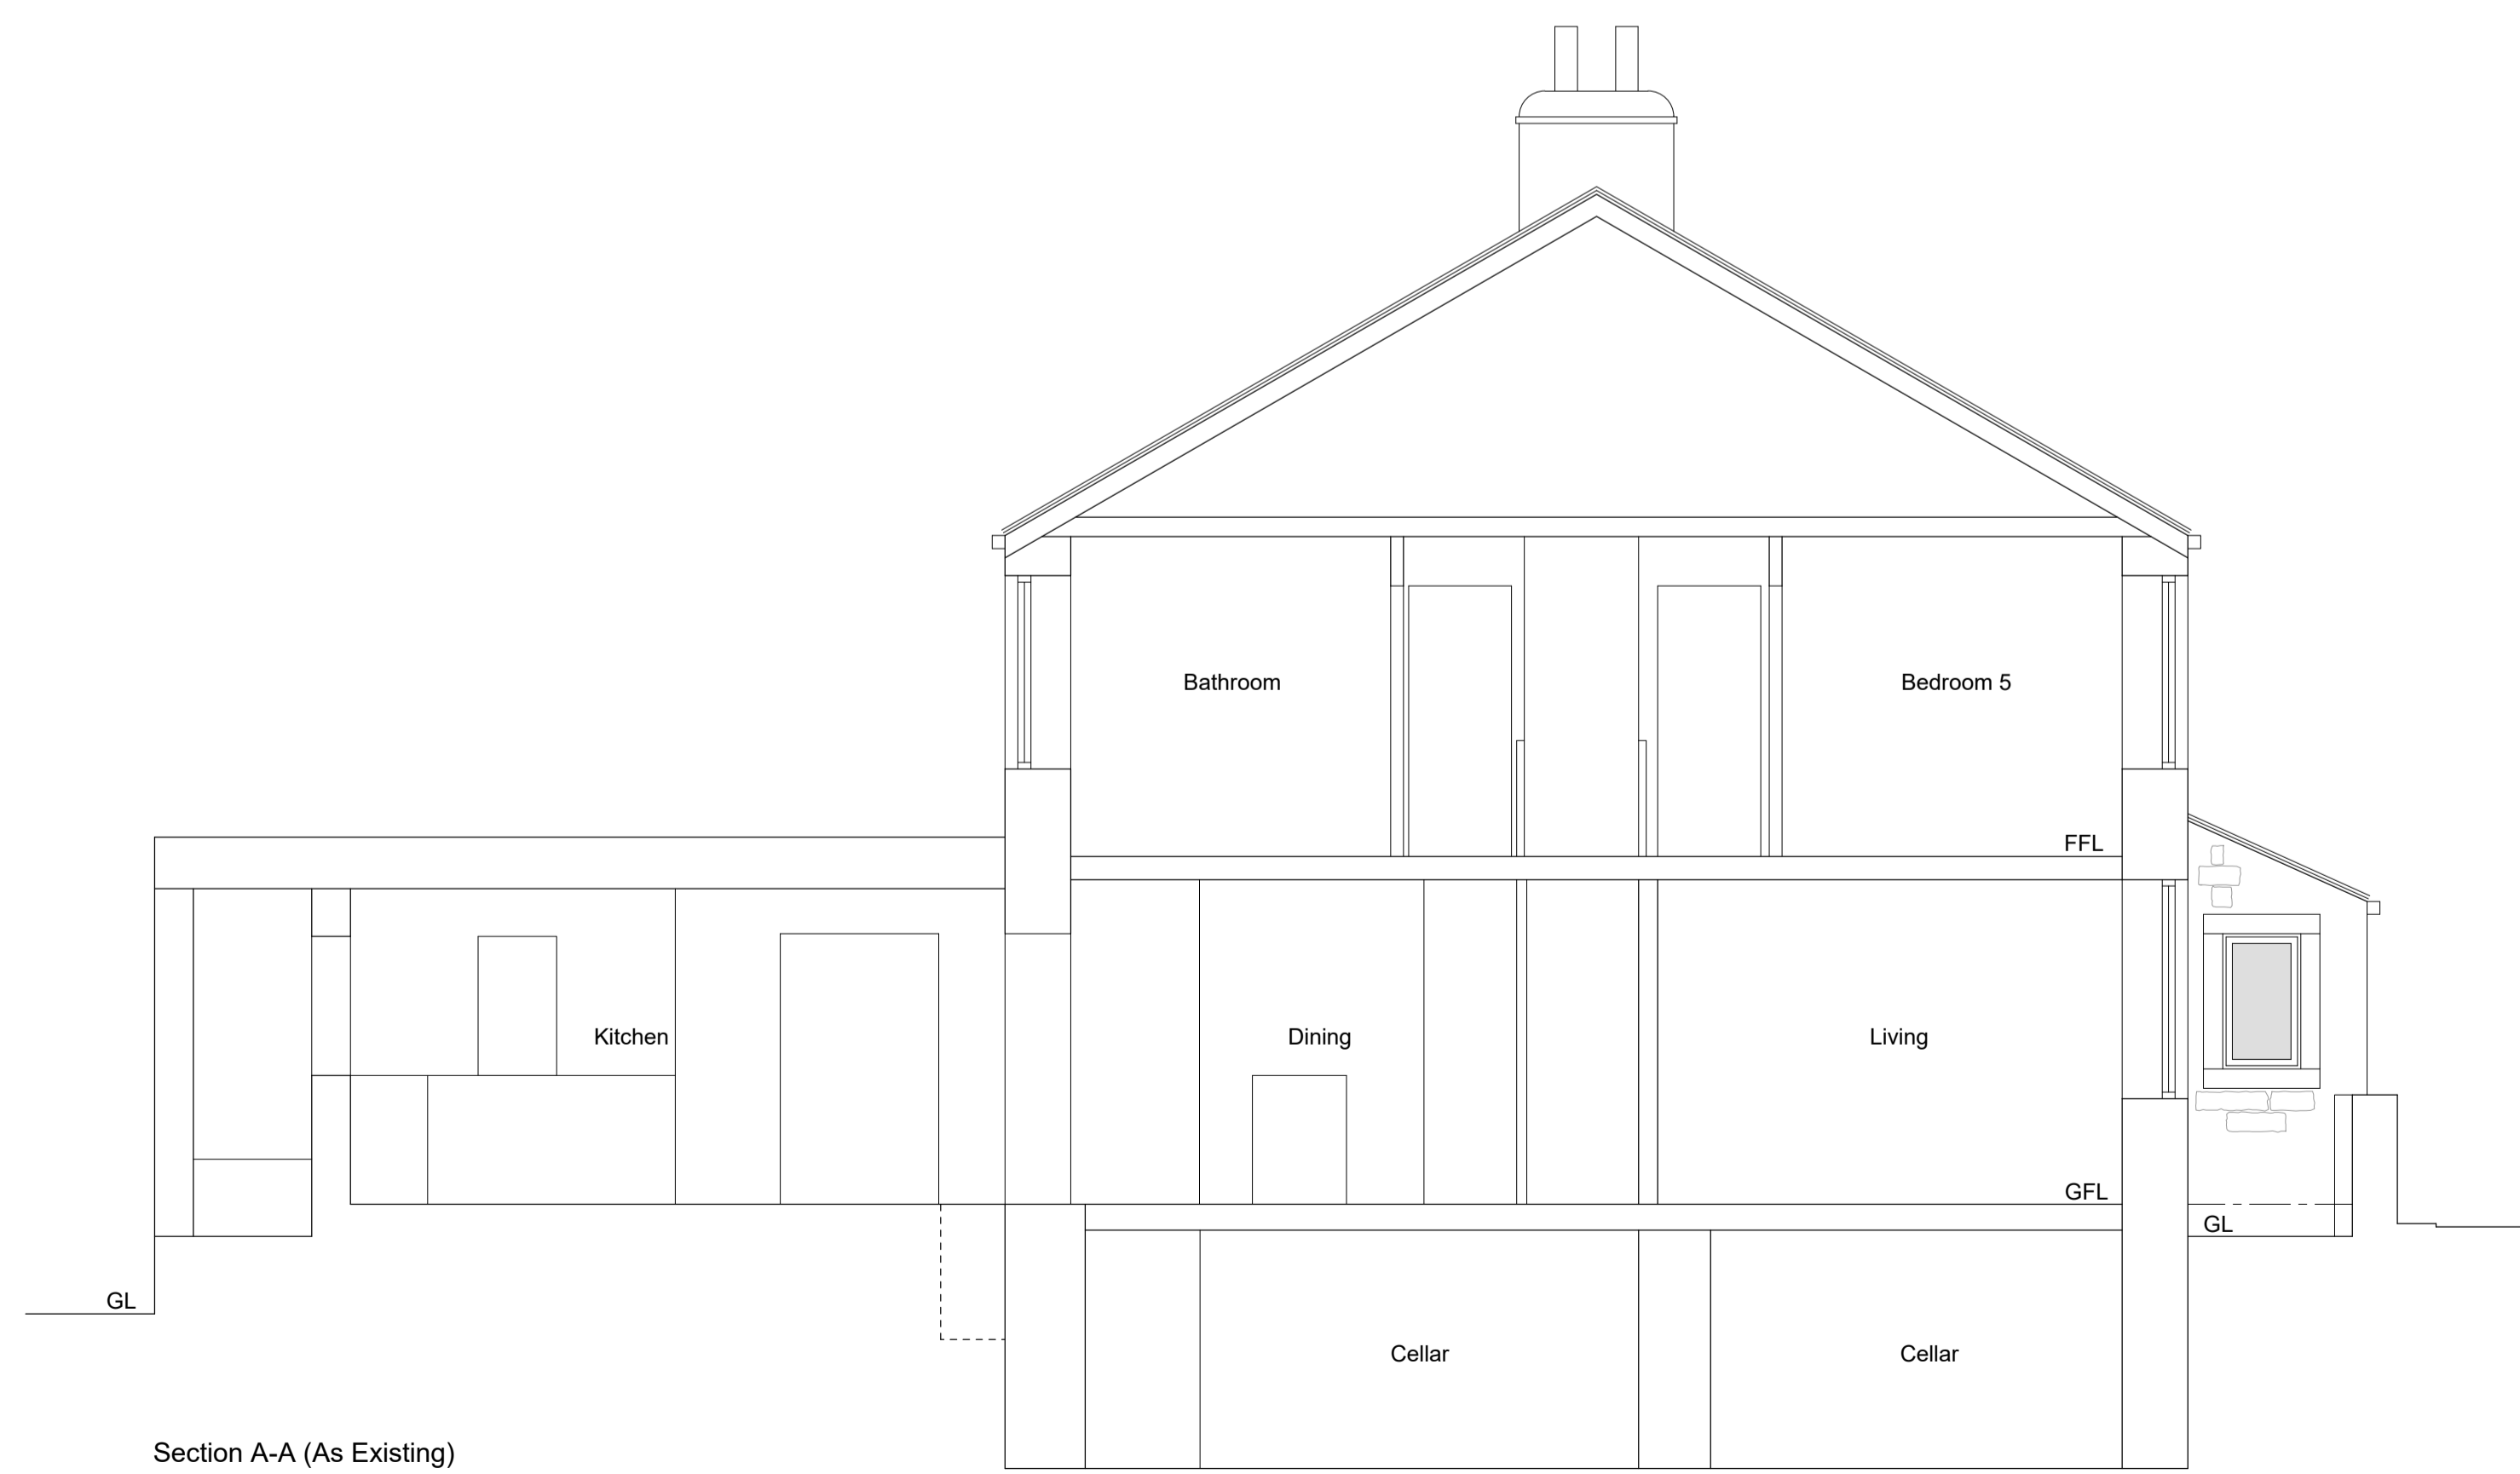 Bathroom
Bedroom 5
FFL
Kitchen
Dining
Living
GFL
GL
GL
Cellar
Cellar
Section A-A (As Existing)